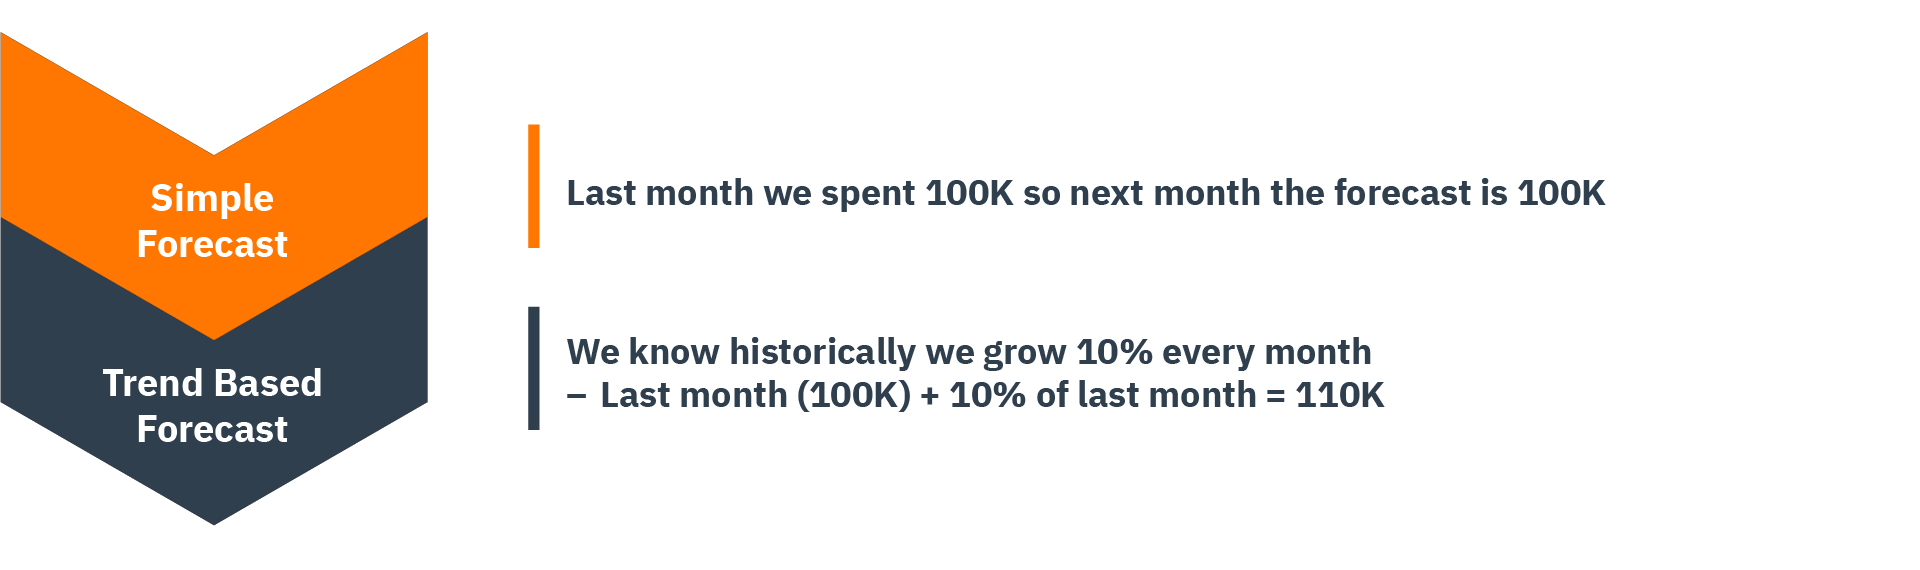 Simple
Forecast
Last month we spent 100K so next month the forecast is 100K
Trend Based
Forecast
We know historically we grow 10% every month
– Last month (100K) + 10% of last month = 110K